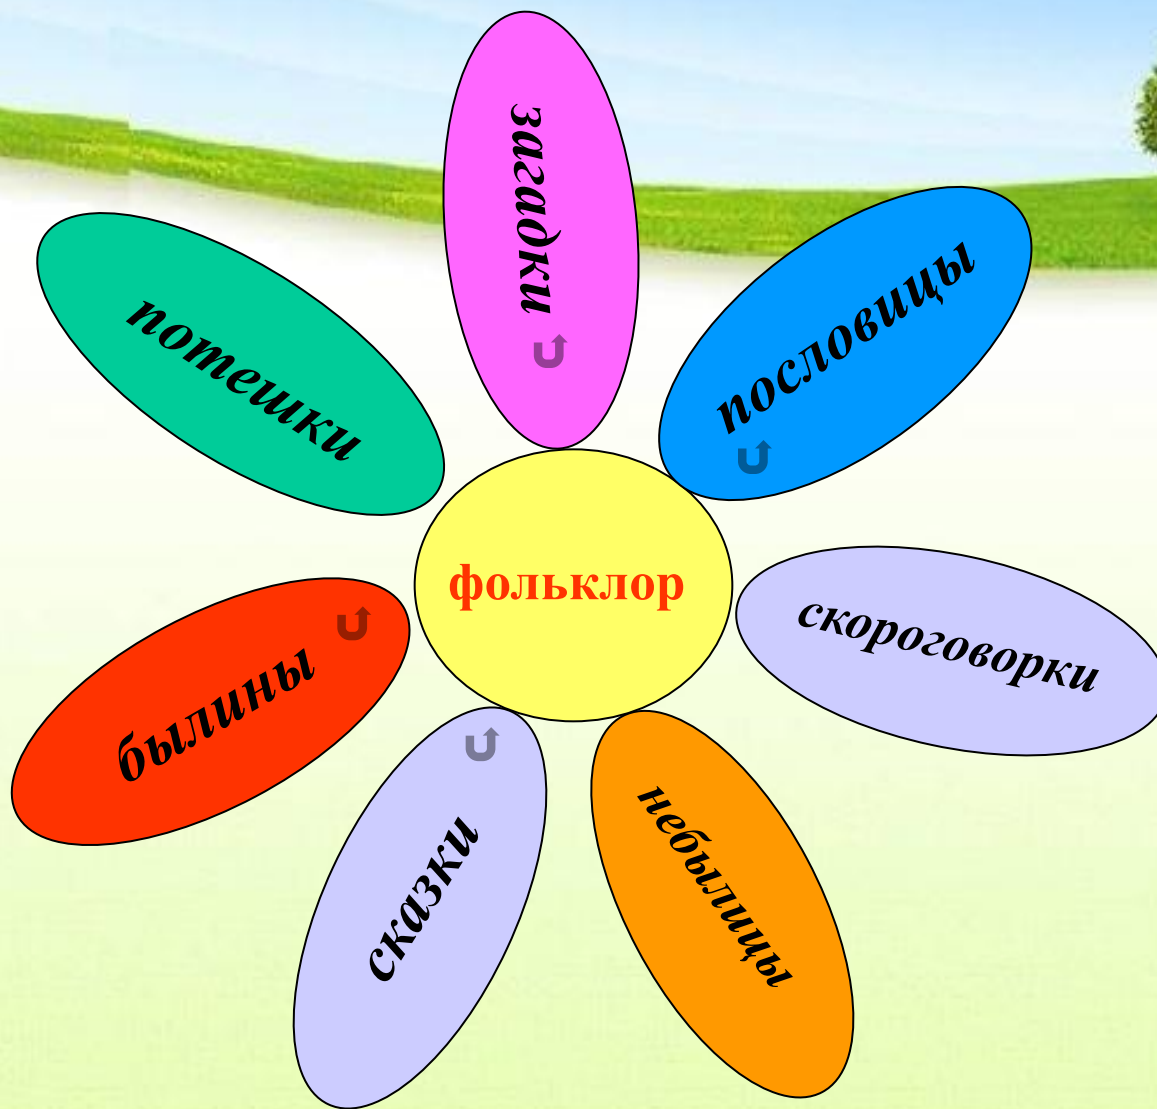 загадки
пословицы
потешки
фольклор
скороговорки
былины
сказки
небылицы